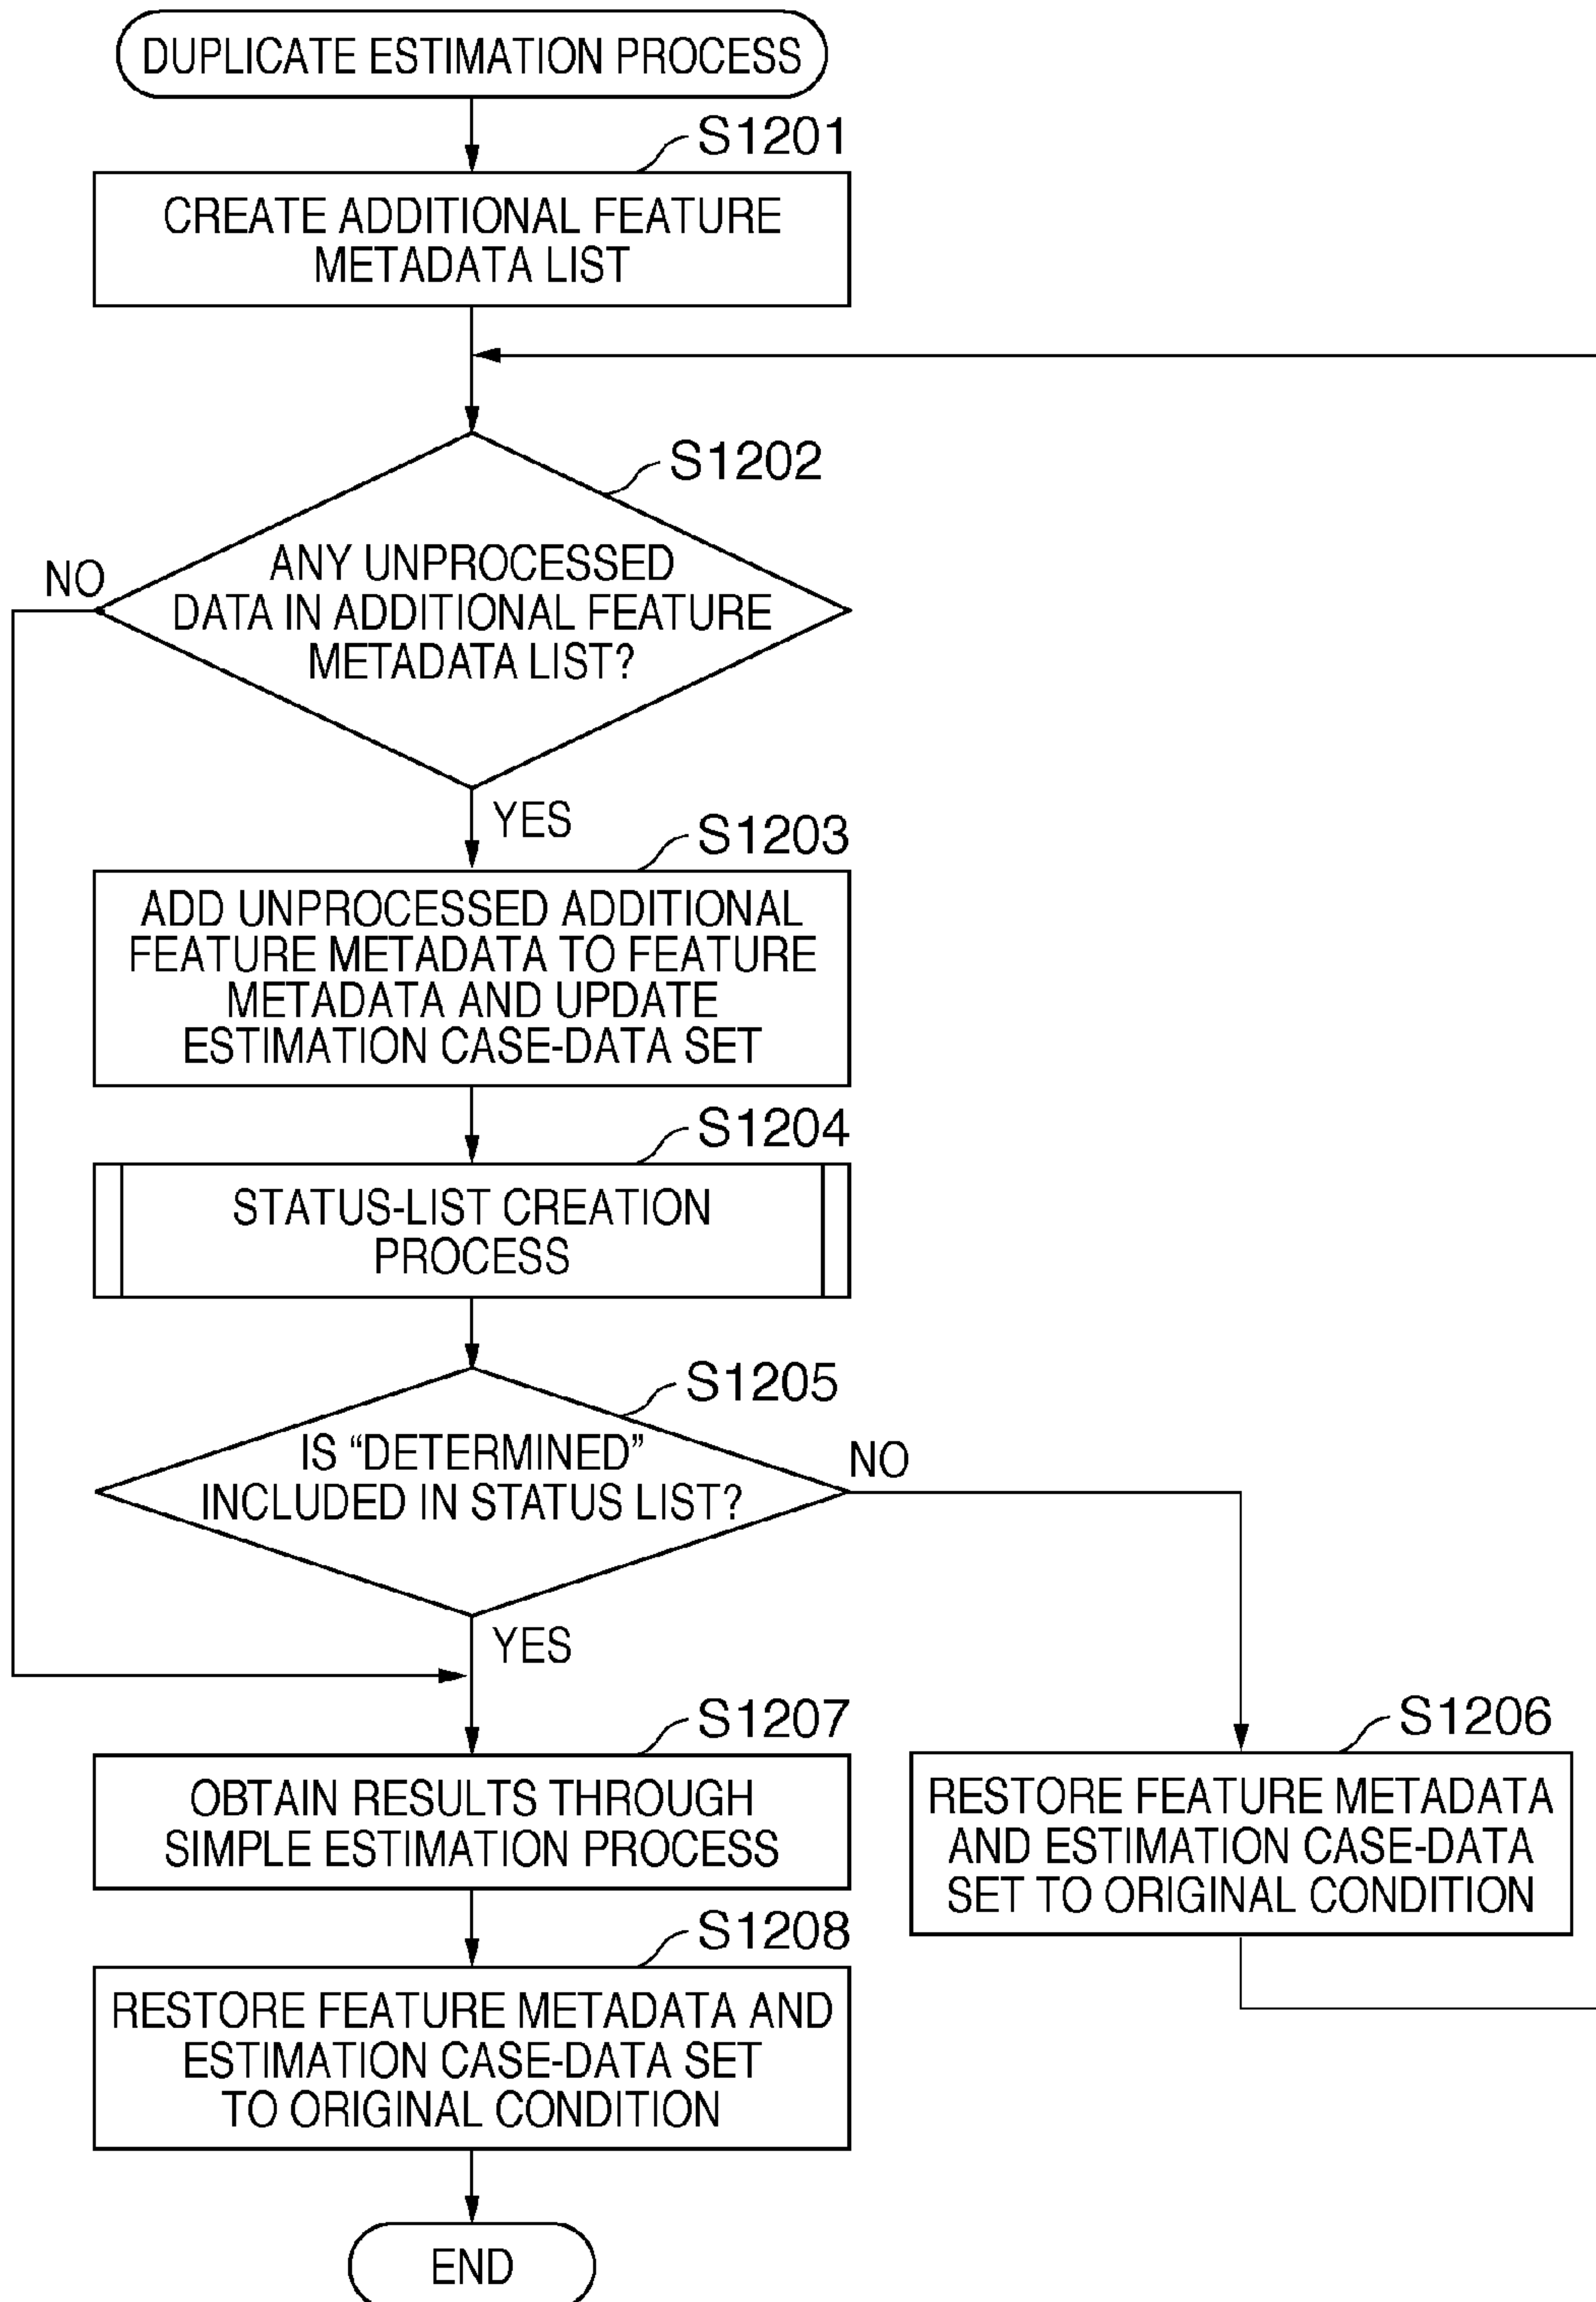 DUPLICATE ESTIMATION PROCESS
S1201
CREATE ADDITIONAL FEATURE
METADATA LIST
S1202
ANY UNPROCESSED
DATA IN ADDITIONAL FEATURE
METADATA LIST?
NO
YES
S1203
ADD UNPROCESSED ADDITIONAL
FEATURE METADATA TO FEATURE
METADATA AND UPDATE
ESTIMATION CASE-DATA SET
S1204
STATUS-LIST CREATION
PROCESS
S1205
IS “DETERMINED”
INCLUDED IN STATUS LIST?
NO
YES
S1206
RESTORE FEATURE METADATA
AND ESTIMATION CASE-DATA
SET TO ORIGINAL CONDITION
S1207
OBTAIN RESULTS THROUGH
SIMPLE ESTIMATION PROCESS
S1208
RESTORE FEATURE METADATA AND
ESTIMATION CASE-DATA SET
TO ORIGINAL CONDITION
END